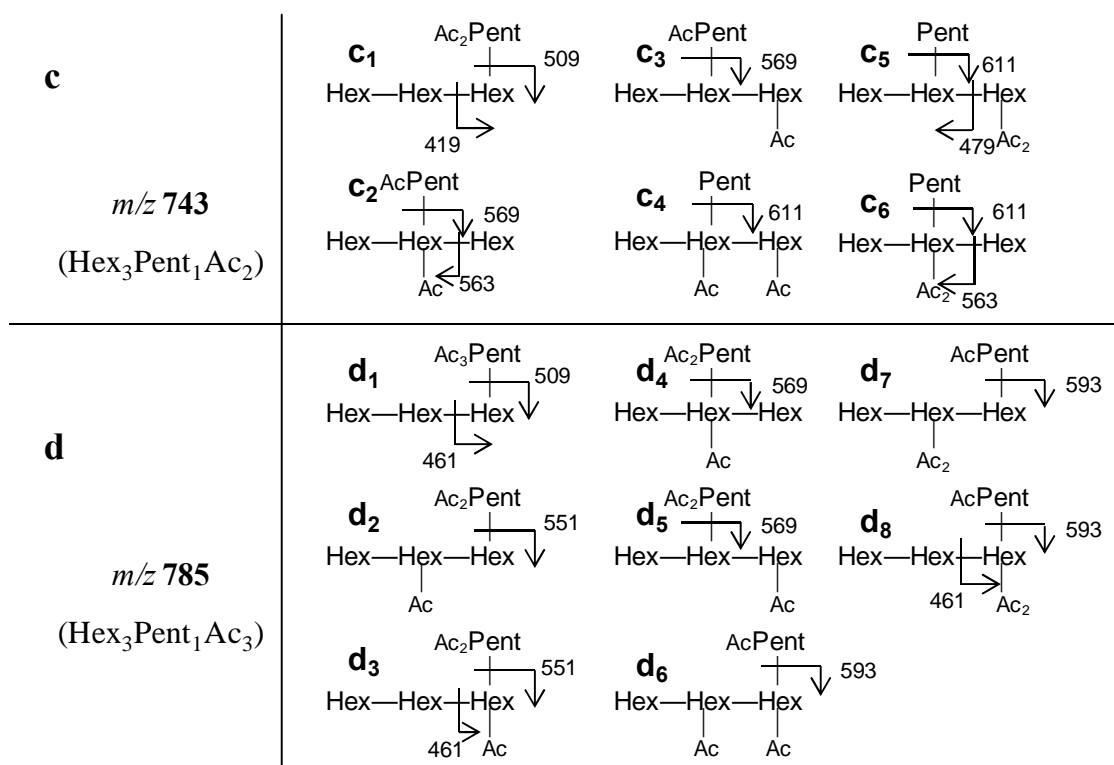 c
m/z 743
(Hex3Pent1Ac2)
c1
Ac2Pent
509
Hex—Hex—Hex
419
c3
AcPent
569
Hex—Hex—Hex
Ac
c5
Pent
611
Hex—Hex—Hex
479
Ac2
c2
AcPent
569
Hex—Hex—Hex
Ac
563
c4
Pent
611
Hex—Hex—Hex
Ac
Ac
c6
Pent
611
Hex—Hex—Hex
Ac2
563
d
m/z 785
(Hex3Pent1Ac3)
d1
Ac3Pent
509
Hex—Hex—Hex
461
d4
Ac2Pent
569
Hex—Hex—Hex
Ac
d7
AcPent
593
Hex—Hex—Hex
Ac2
d2
Ac2Pent
551
Hex—Hex—Hex
Ac
d5
Ac2Pent
569
Hex—Hex—Hex
Ac
d8
AcPent
593
Hex—Hex—Hex
461
Ac2
d3
Ac2Pent
551
Hex—Hex—Hex
461
Ac
d6
AcPent
593
Hex—Hex—Hex
Ac
Ac